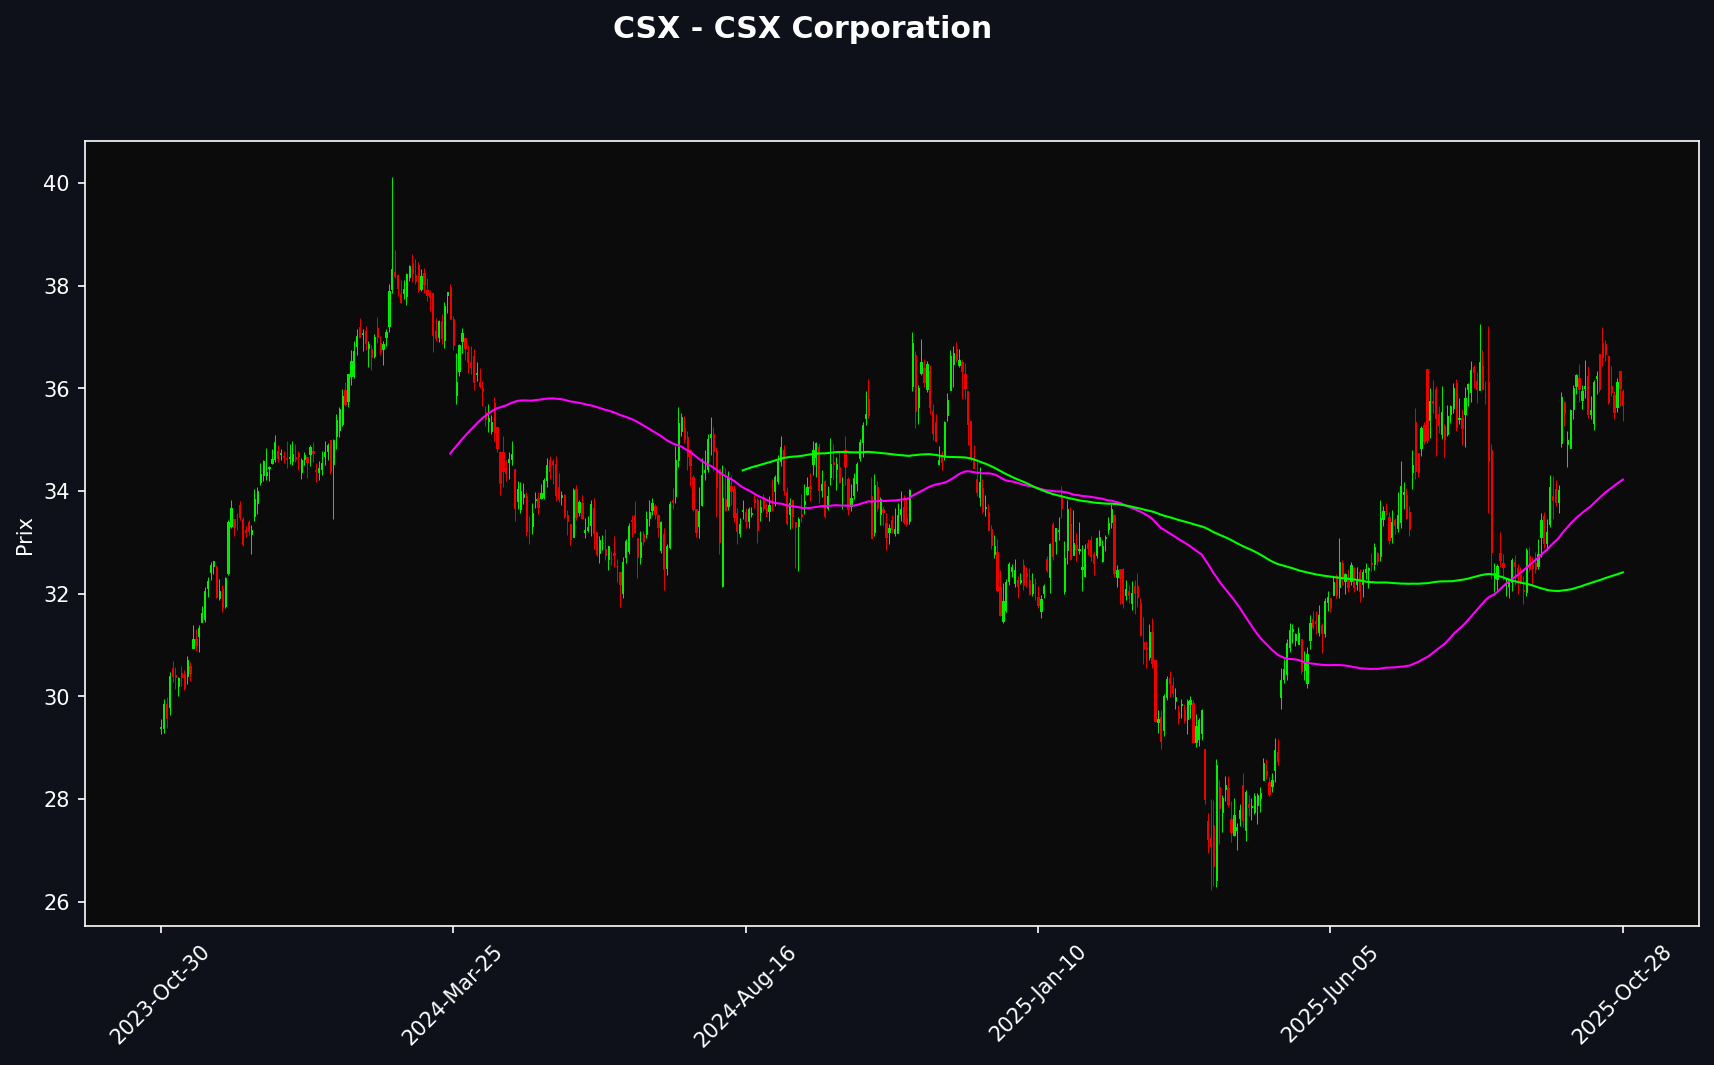 CSX - CSX Corporation
Prix
40
38
36
34
32
30
28
26
2023-Oct-30
2024-Mar-25
2024-Aug-16
2025-Jan-10
2025-Jun-05
2025-Oct-28